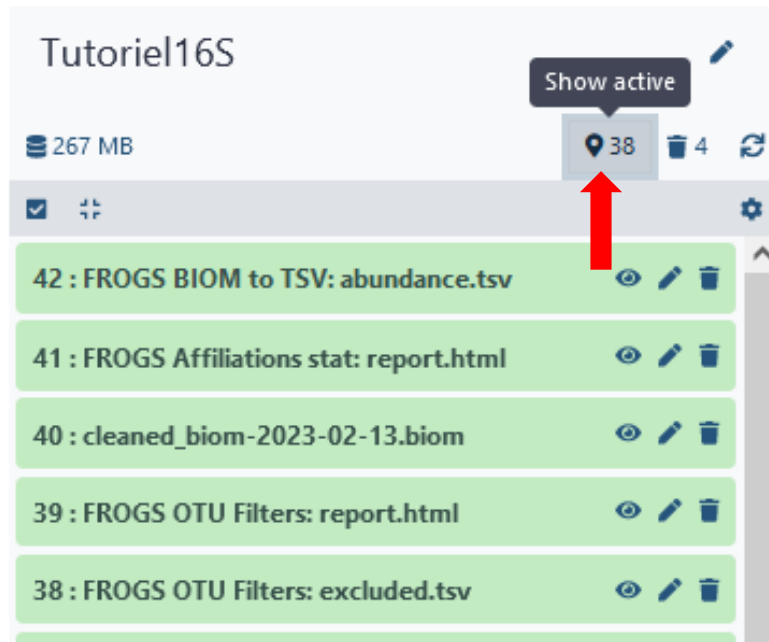 Tutoriel16S
Show active
267 MB 38 4
42 : FROGS BIOM to TSV: abundance.tsv
41 : FROGS Affiliations stat: report.html
40 : cleaned_biom-2023-02-13.biom
39 : FROGS OTU Filters: report.html
38 : FROGS OTU Filters: excluded.tsv